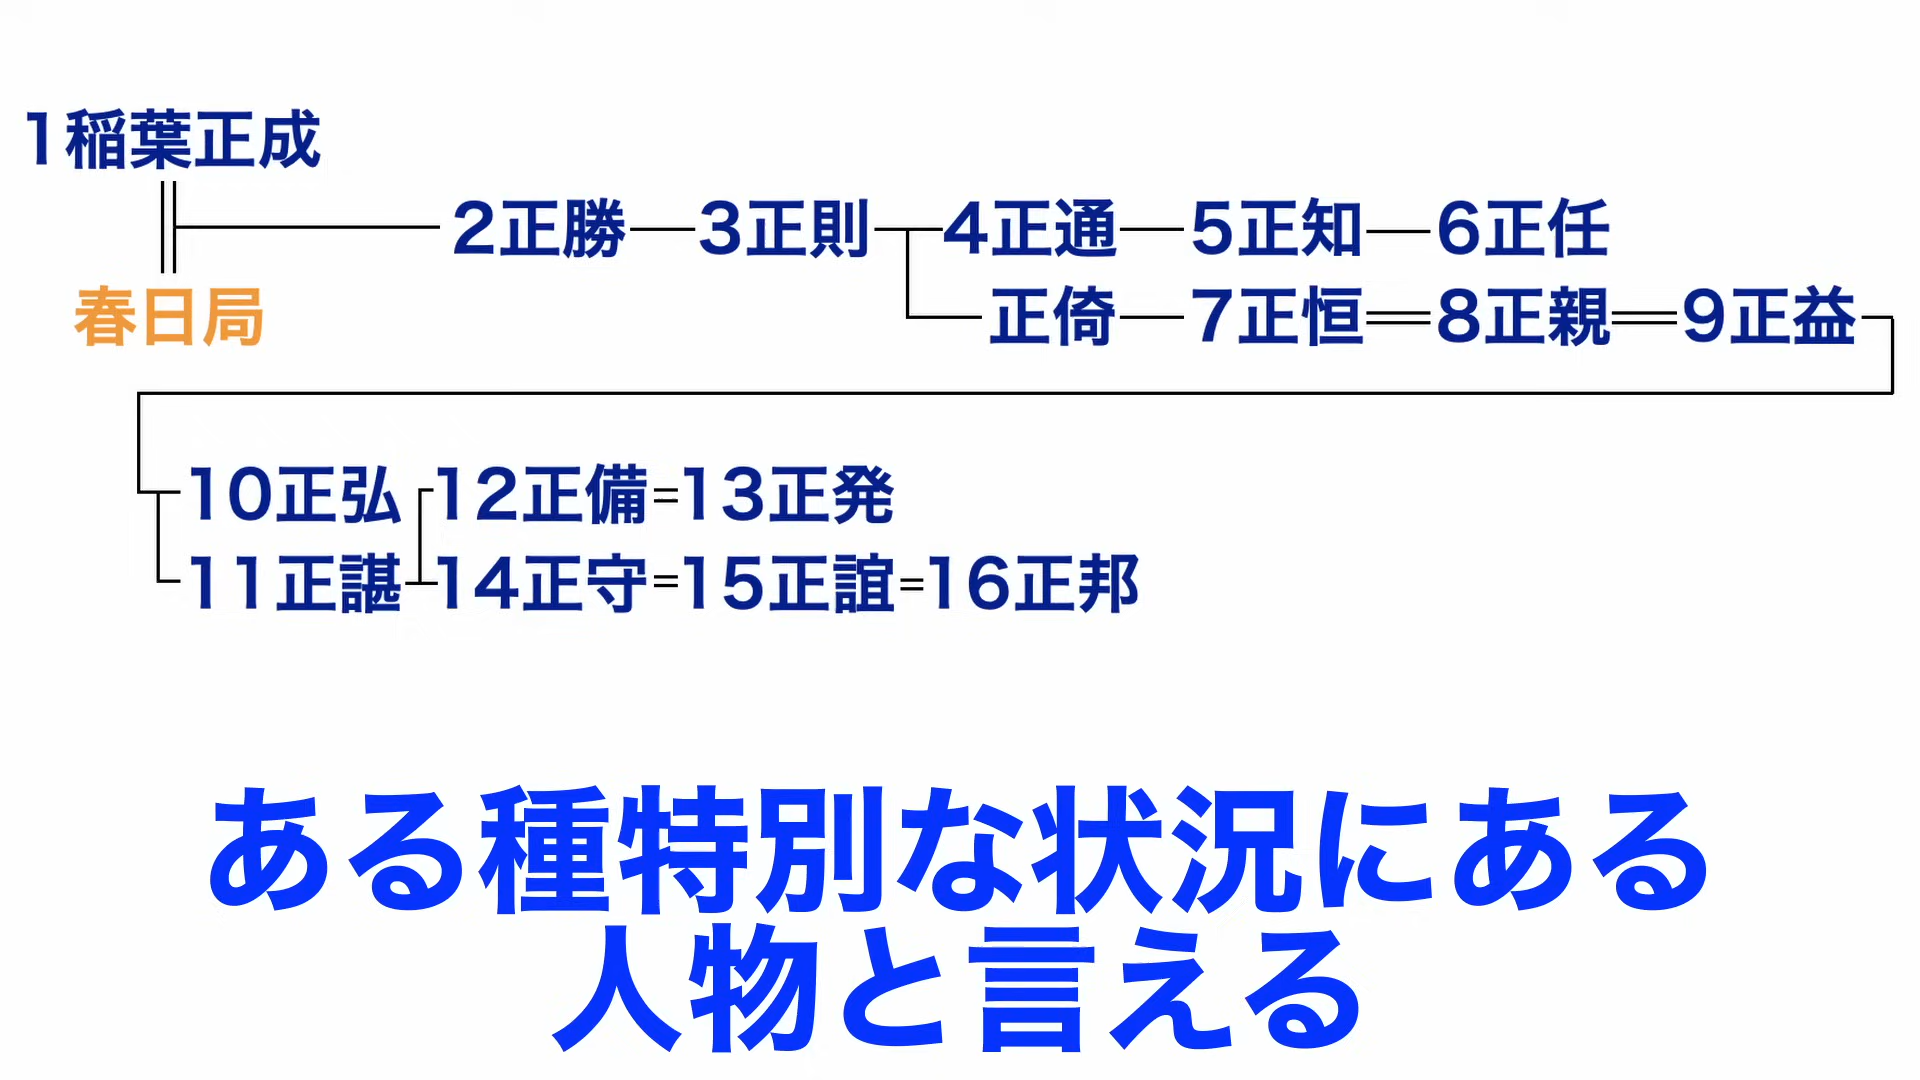 1稲葉正成
2正勝 3正則 4正通 5正知 6正任
春日局 正倚 7正恒 8正親 9正益
10正弘 12正備 13正発
11正諶 14正守 15正誼 16正邦
ある種特別な状況にある
人物と言える